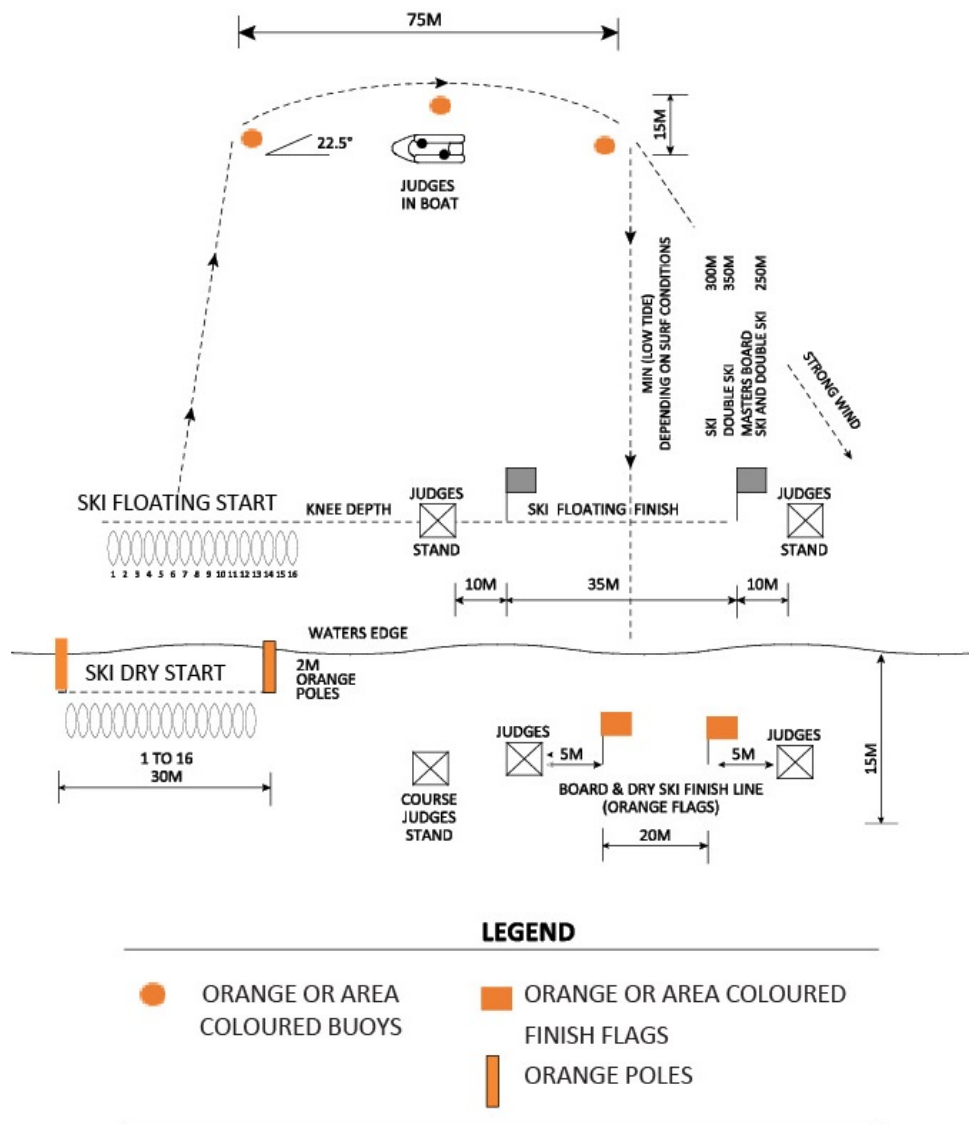 75M
15M
22.5°
JUDGES
IN BOAT
MIN (LOW TIDE)
DEPENDING ON SURF CONDITIONS
SKI 300M
DOUBLE SKI 350M
MASTERS BOARD
SKI AND DOUBLE SKI 250M
STRONG WIND
SKI FLOATING START
KNEE DEPTH
JUDGES
STAND
SKI FLOATING FINISH
JUDGES
STAND
1 2 3 4 5 6 7 8 9 10 11 12 13 14 15 16
10M
35M
10M
WATERS EDGE
SKI DRY START
2M
ORANGE
POLES
1 TO 16
30M
COURSE
JUDGES
STAND
JUDGES
5M
5M
JUDGES
BOARD & DRY SKI FINISH LINE
(ORANGE FLAGS)
20M
15M
LEGEND
ORANGE OR AREA
COLOURED BUOYS
ORANGE OR AREA COLOURED
FINISH FLAGS
ORANGE POLES